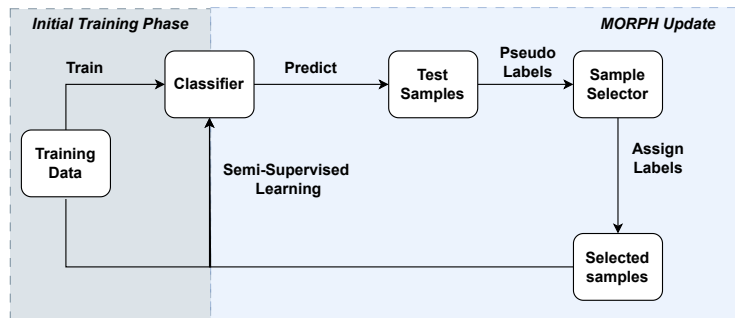 Initial Training Phase
MORPH Update
Train
Classifier
Predict
Test
Samples
Pseudo
Labels
Sample
Selector
Training
Data
Semi-Supervised
Learning
Assign
Labels
Selected
samples